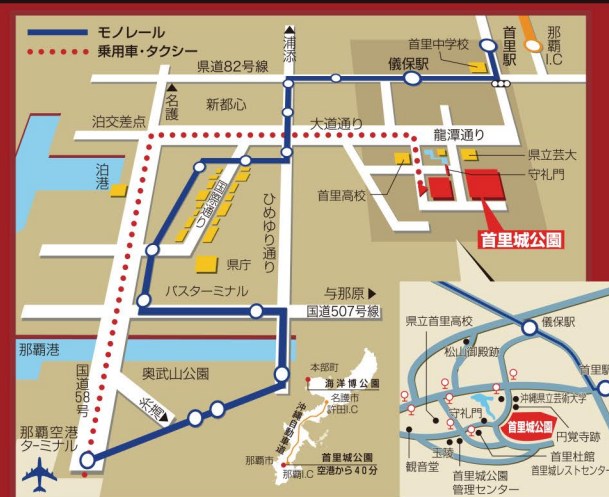 モノレール
乗用車・タクシー
浦添
首里中学校
首里駅
那覇I.C
県道82号線
儀保駅
名護
新都心
泊交差点
大道通り
龍潭通り
県立芸大
守礼門
泊港
国際通り
ひめゆり通り
首里高校
首里城公園
県庁
バスターミナル
与那原
国道507号線
那覇港
奥武山公園
国道58号
糸満
那覇空港
ターミナル
本部町
海洋博公園
名護市
許田I.C
沖縄自動車道
那覇市
那覇I.C
首里城公園
空港から40分
県立首里高校
儀保駅
松山御殿跡
首里駅
沖縄県立芸術大学
守礼門
首里城公園
円覚寺跡
玉陵
首里杜館
首里城レストセンター
観音堂
首里城公園
管理センター